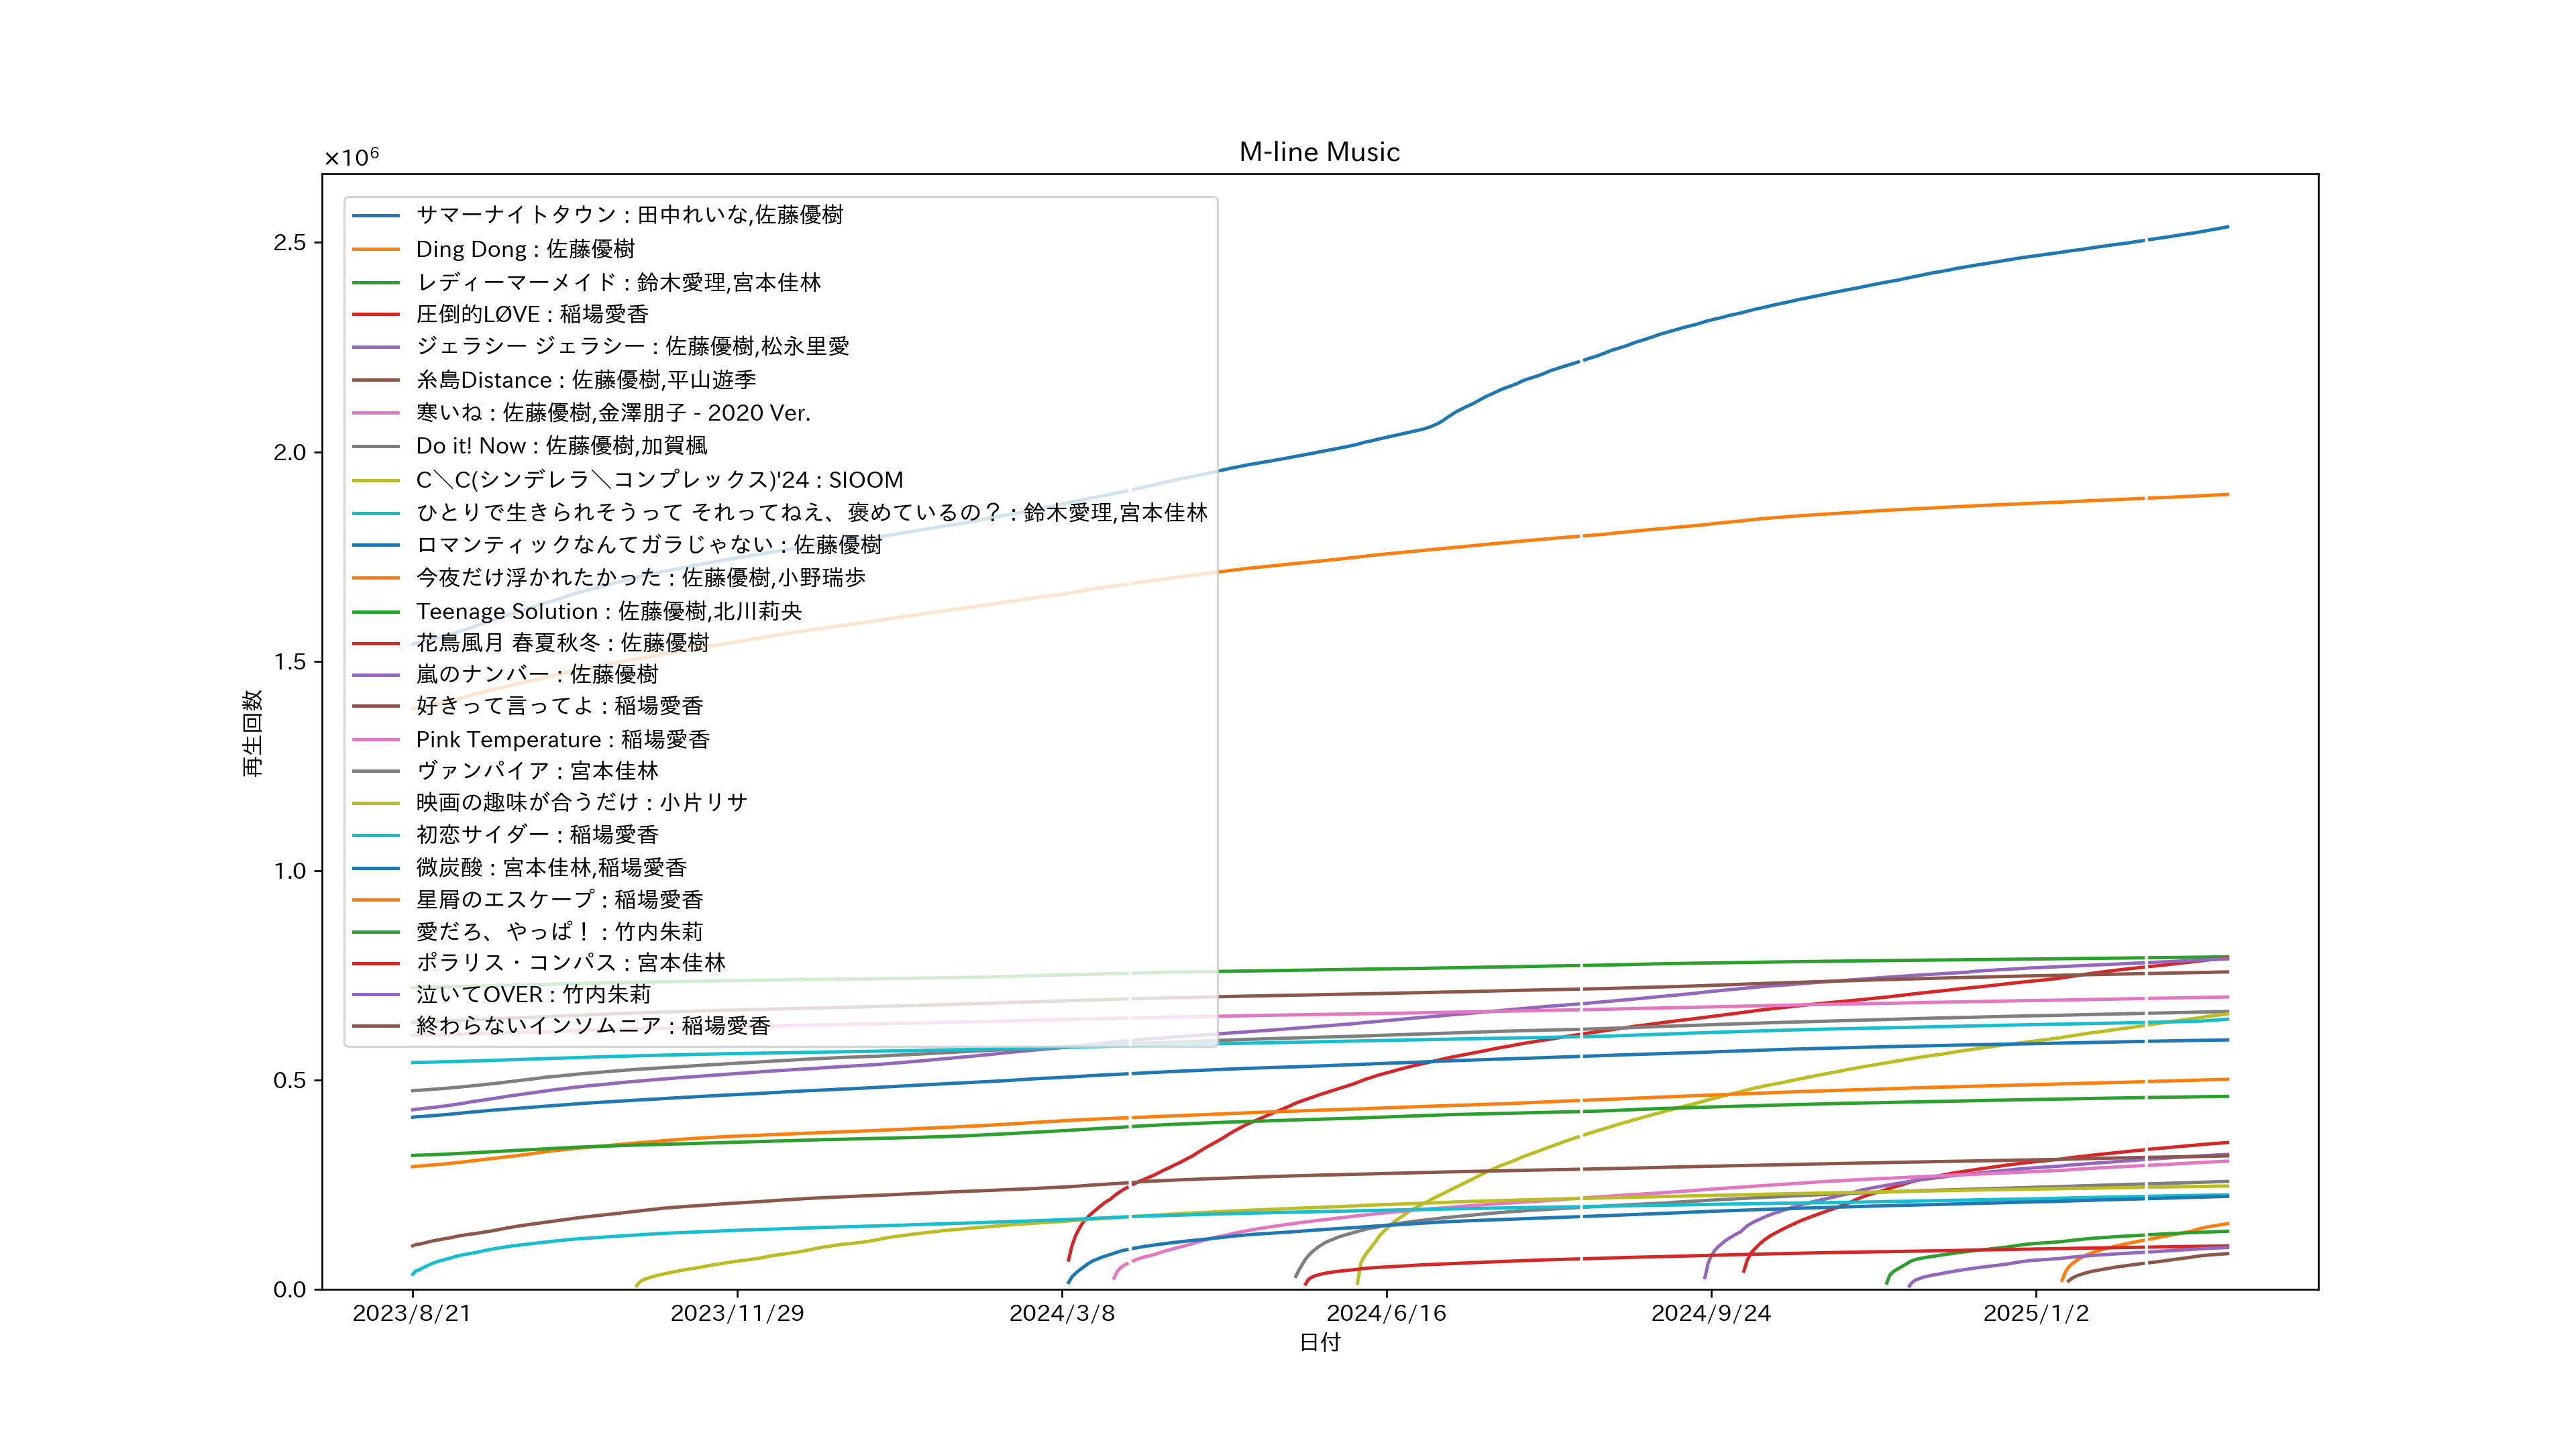 M-line Music
×10⁶
2.5
2.0
1.5
1.0
0.5
0.0
再生回数
サマーナイトタウン : 田中れいな,佐藤優樹
Ding Dong : 佐藤優樹
レディーマーメイド : 鈴木愛理,宮本佳林
圧倒的LØVE : 稲場愛香
ジェラシー ジェラシー : 佐藤優樹,松永里愛
糸島Distance : 佐藤優樹,平山遊季
寒いね : 佐藤優樹,金澤朋子 - 2020 Ver.
Do it! Now : 佐藤優樹,加賀楓
C＼C(シンデレラ＼コンプレックス)'24 : SIOOM
ひとりで生きられそうって それってねえ、褒めているの？ : 鈴木愛理,宮本佳林
ロマンティックなんてガラじゃない : 佐藤優樹
今夜だけ浮かれたかった : 佐藤優樹,小野瑞歩
Teenage Solution : 佐藤優樹,北川莉央
花鳥風月 春夏秋冬 : 佐藤優樹
嵐のナンバー : 佐藤優樹
好きって言ってよ : 稲場愛香
Pink Temperature : 稲場愛香
ヴァンパイア : 宮本佳林
映画の趣味が合うだけ : 小片リサ
初恋サイダー : 稲場愛香
微炭酸 : 宮本佳林,稲場愛香
星屑のエスケープ : 稲場愛香
愛だろ、やっぱ！ : 竹内朱莉
ポラリス・コンパス : 宮本佳林
泣いてOVER : 竹内朱莉
終わらないインソムニア : 稲場愛香
2023/8/21
2023/11/29
2024/3/8
2024/6/16
2024/9/24
2025/1/2
日付